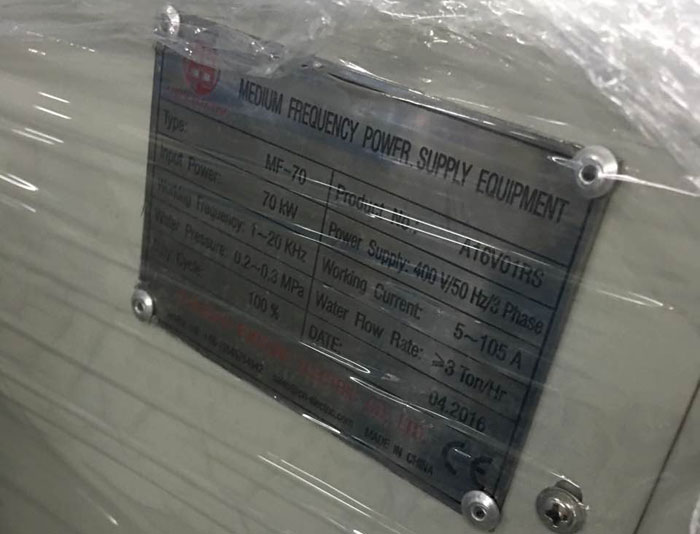 MEDIUM FREQUENCY POWER SUPPLY EQUIPMENT
Type: MF-70 Product No.: A16V01RS
Input Power: 70 kW Power Supply: 400 V/50 Hz/3 Phase
Working Frequency: 1~20 KHz Working Current: 5~105 A
Water Pressure: 0.2~0.3 MPa Water Flow Rate: ≥3 Ton/Hr
Duty Cycle: 100 % DATE: 04.2016
CO., LTD
MADE IN CHINA CE